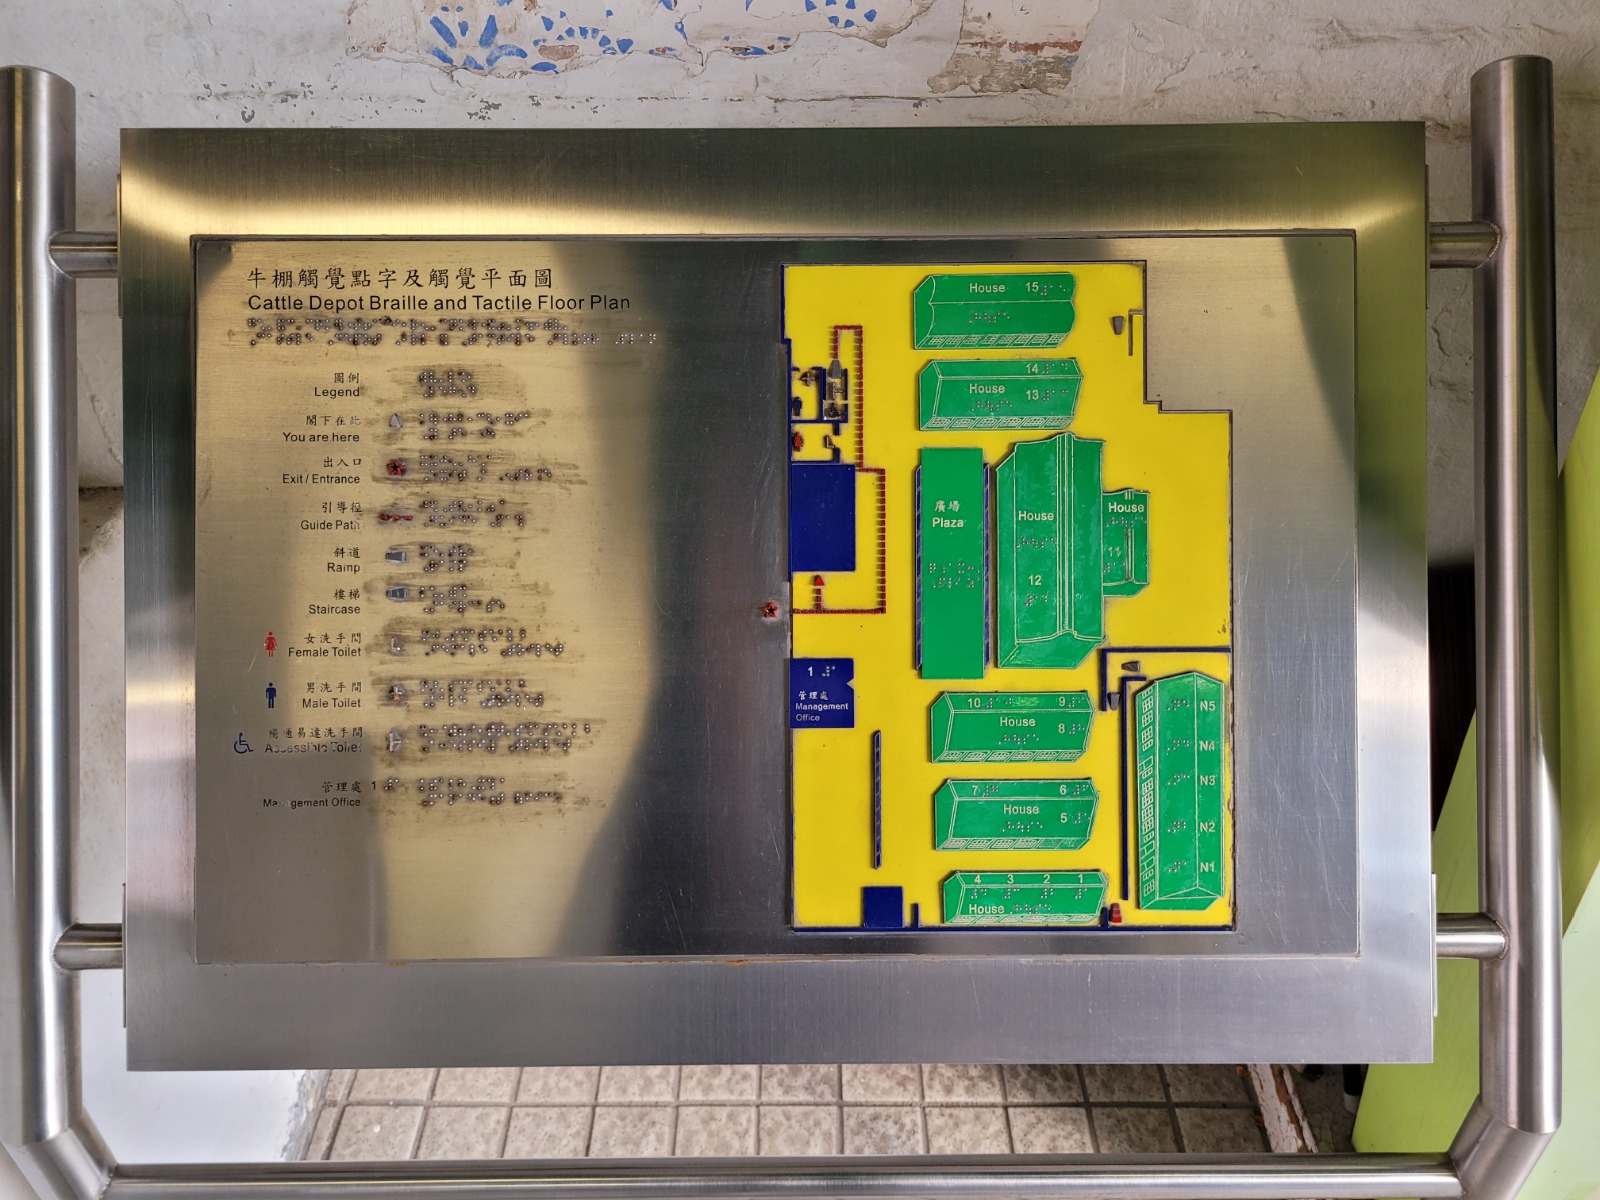 牛棚觸覺點字及觸覺平面圖
Cattle Depot Braille and Tactile Floor Plan
圖例
Legend
閣下在此
You are here
出入口
Exit / Entrance
引導徑
Guide Path
斜道
Ramp
樓梯
Staircase
女洗手間
Female Toilet
男洗手間
Male Toilet
暢通易達洗手間
Accessible Toilet
管理處 1
Management Office
House 15
14
House 13
廣場
Plaza
House
12
House
11
1
管理處
Management
Office
10 9
House
8
7 6
House
5
4 3 2 1
House
N5
N4
N3
N2
N1